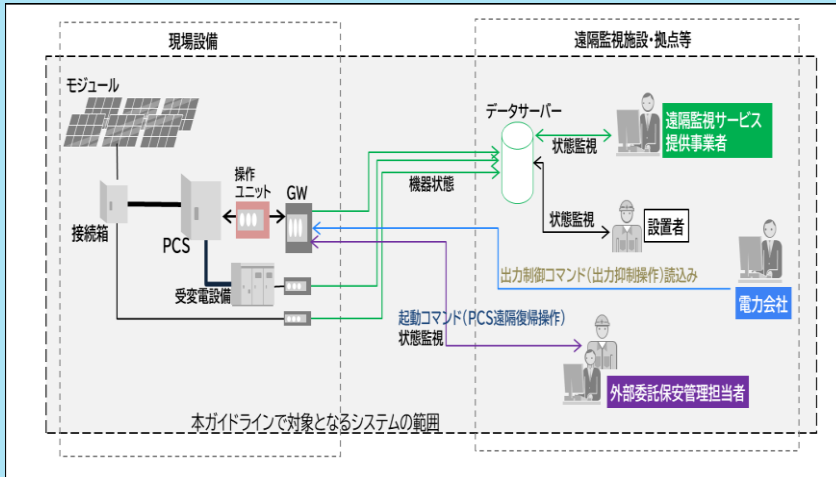 現場設備
遠隔監視施設・拠点等
モジュール
データサーバー
遠隔監視サービス
提供事業者
状態監視
操作
ユニット
GW
機器状態
接続箱
PCS
状態監視
設置者
受変電設備
出力制御コマンド(出力抑制操作)読込み
電力会社
起動コマンド(PCS遠隔復帰操作)
状態監視
外部委託保安管理担当者
本ガイドラインで対象となるシステムの範囲